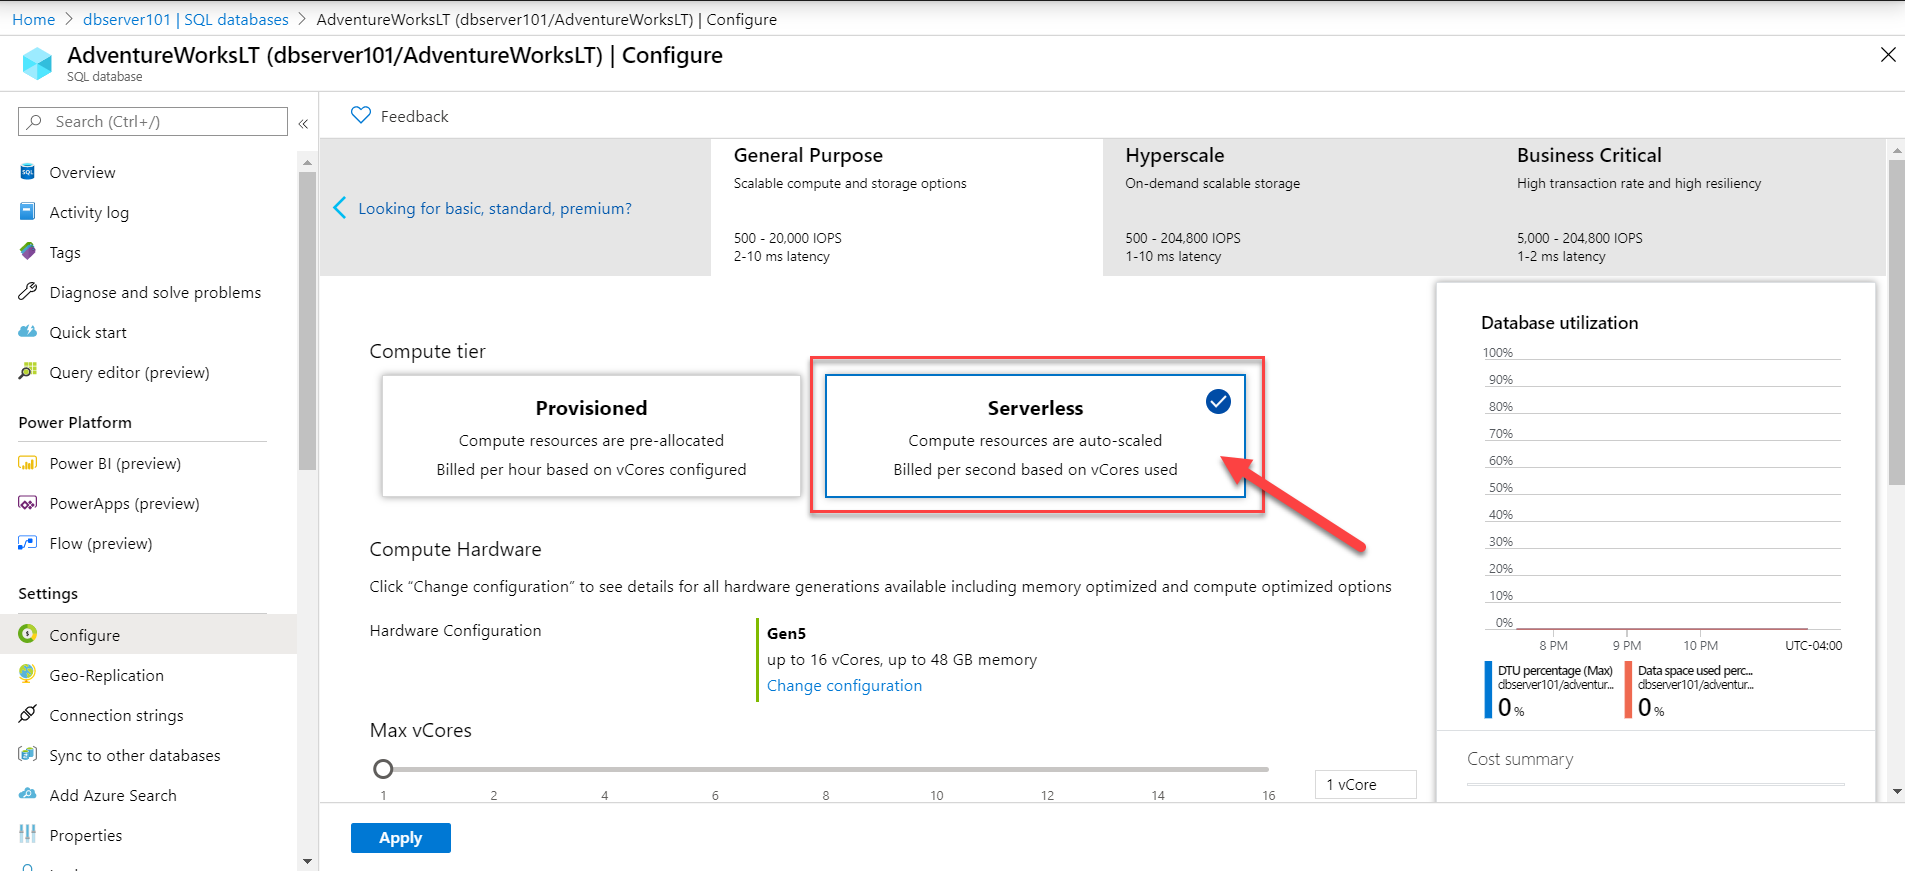 Home > dbserver101 | SQL databases > AdventureWorksLT (dbserver101/AdventureWorksLT) | Configure
AdventureWorksLT (dbserver101/AdventureWorksLT) | Configure
SQL database
Search (Ctrl+/)
«
Overview
Activity log
Tags
Diagnose and solve problems
Quick start
Query editor (preview)
Power Platform
Power BI (preview)
PowerApps (preview)
Flow (preview)
Settings
Configure
Geo-Replication
Connection strings
Sync to other databases
Add Azure Search
Properties
Feedback
Looking for basic, standard, premium?
General Purpose
Scalable compute and storage options
500 - 20,000 IOPS
2-10 ms latency
Hyperscale
On-demand scalable storage
500 - 204,800 IOPS
1-10 ms latency
Business Critical
High transaction rate and high resiliency
5,000 - 204,800 IOPS
1-2 ms latency
Compute tier
Provisioned
Compute resources are pre-allocated
Billed per hour based on vCores configured
Serverless
Compute resources are auto-scaled
Billed per second based on vCores used
Compute Hardware
Click “Change configuration” to see details for all hardware generations available including memory optimized and compute optimized options
Hardware Configuration
Gen5
up to 16 vCores, up to 48 GB memory
Change configuration
Max vCores
1 2 4 6 8 10 12 14 16
1 vCore
Apply
Database utilization
100%
90%
80%
70%
60%
50%
40%
30%
20%
10%
0%
8 PM 9 PM 10 PM UTC-04:00
DTU percentage (Max)
dbserver101/adventur...
0 %
Data space used perc...
dbserver101/adventur...
0 %
Cost summary